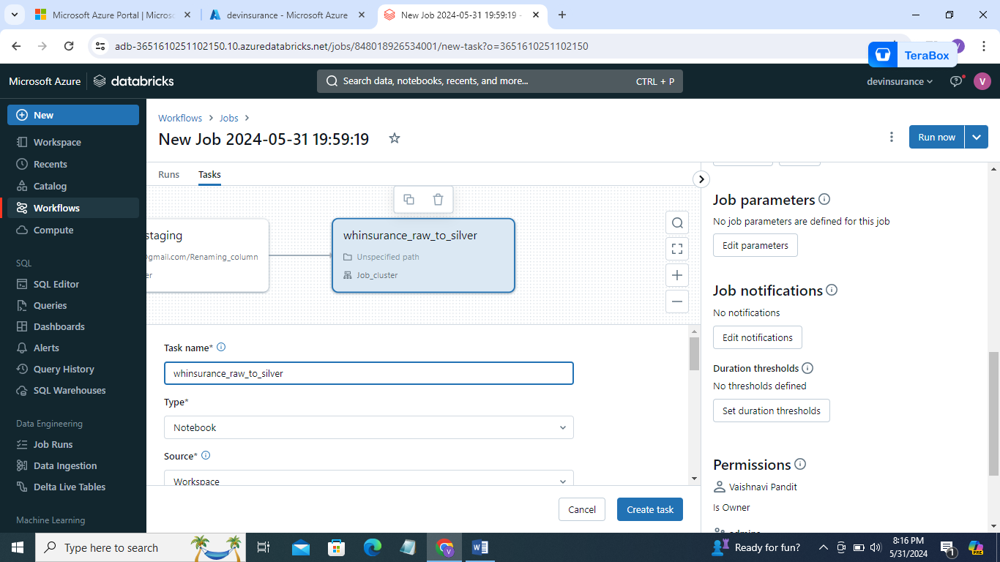 Microsoft Azure Portal | Microso
devinsurance - Microsoft Azure
New Job 2024-05-31 19:59:19 -
adb-3651610251102150.10.azuredatabricks.net/jobs/848018926534001/new-task?o=3651610251102150
TeraBox
Microsoft Azure
databricks
Search data, notebooks, recents, and more...
CTRL + P
devinsurance
V
New
Workspace
Recents
Catalog
Workflows
Compute
SQL
SQL Editor
Queries
Dashboards
Alerts
Query History
SQL Warehouses
Data Engineering
Job Runs
Data Ingestion
Delta Live Tables
Machine Learning
Workflows > Jobs >
New Job 2024-05-31 19:59:19
Run now
Runs
Tasks
staging
@gmail.com/Renaming_column
er
whinsurance_raw_to_silver
Unspecified path
Job_cluster
Task name*
whinsurance_raw_to_silver
Type*
Notebook
Source*
Workspace
Cancel
Create task
Job parameters
No job parameters are defined for this job
Edit parameters
Job notifications
No notifications
Edit notifications
Duration thresholds
No thresholds defined
Set duration thresholds
Permissions
Vaishnavi Pandit
Is Owner
Type here to search
Ready for fun?
8:16 PM
5/31/2024
1
PRE